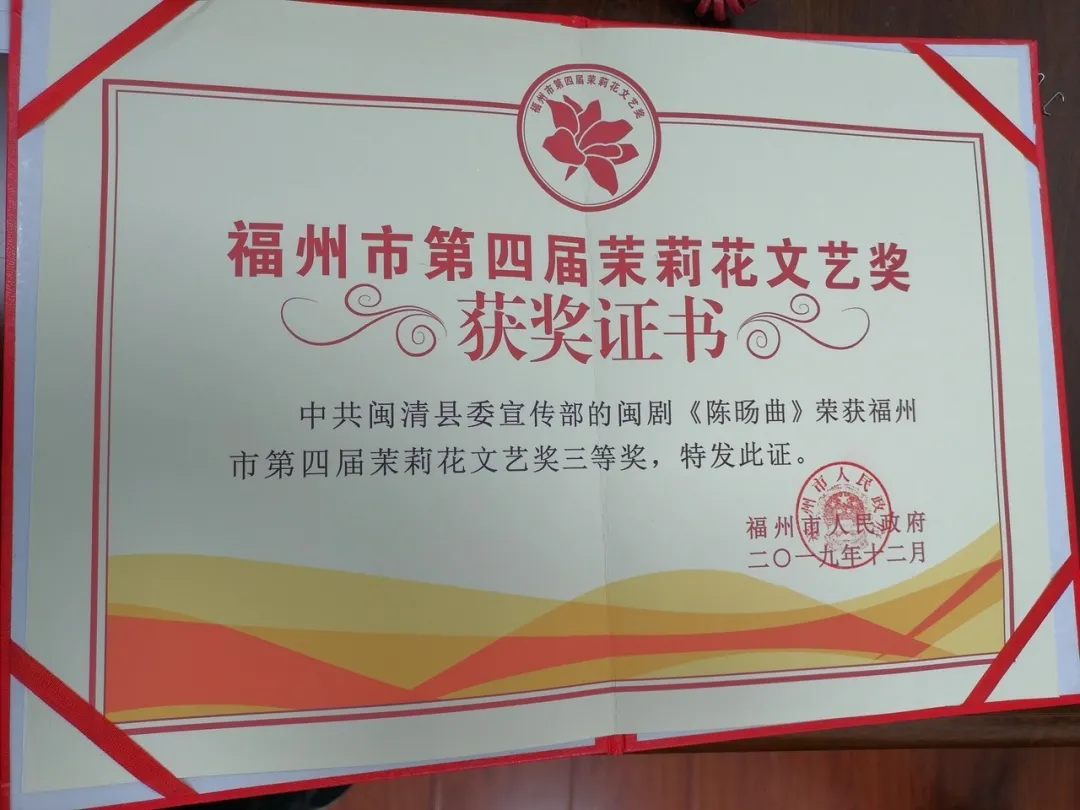 福州市第四届茉莉花文艺奖
福州市第四届茉莉花文艺奖
获奖证书
中共闽清县委宣传部的闽剧《陈旸曲》荣获福州
市第四届茉莉花文艺奖三等奖，特发此证。
福州市人民政府
福州市人民政府
二〇一九年十二月